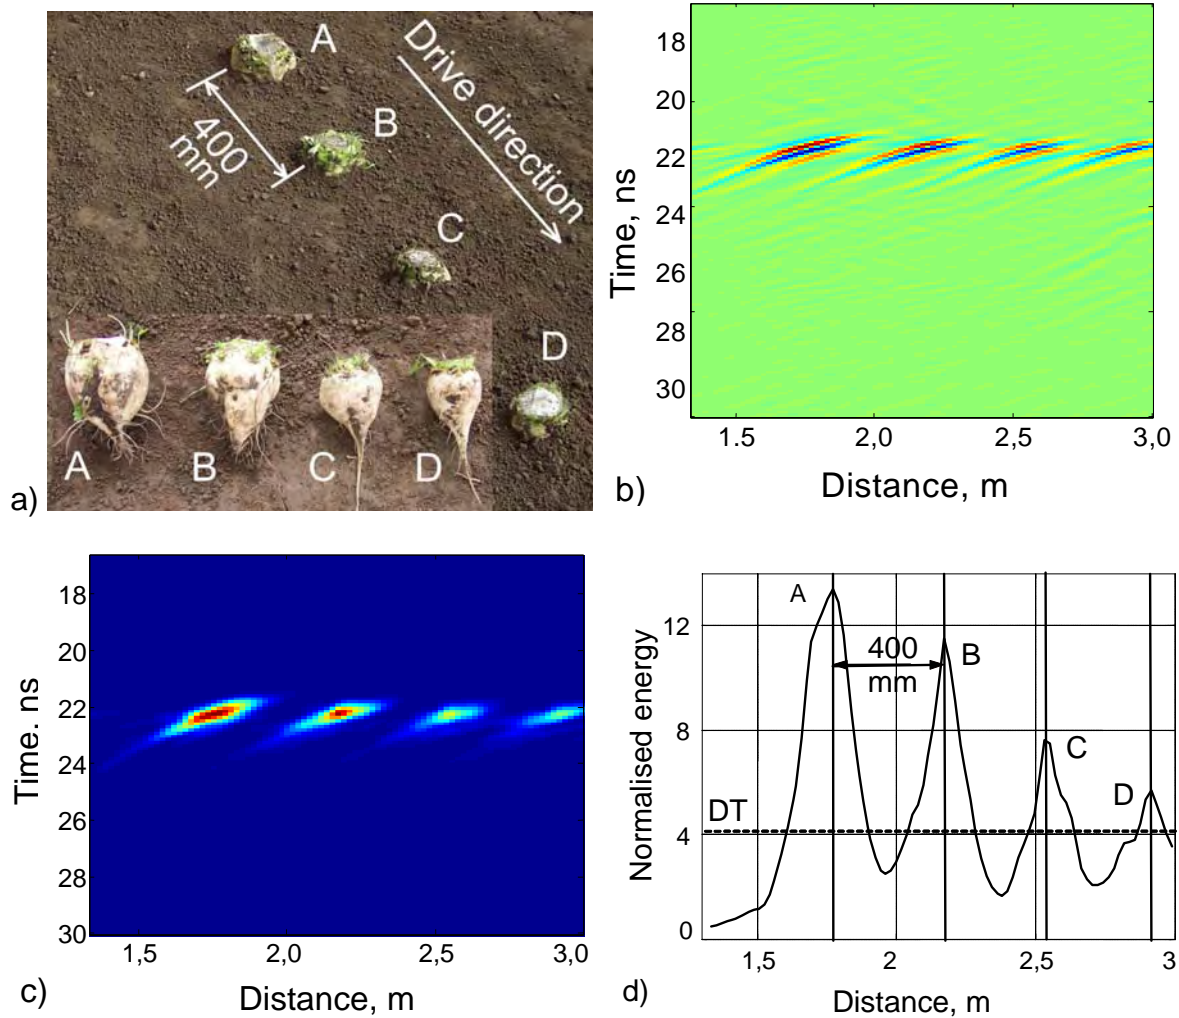 A
B
C
D
400
mm
Drive direction
A
B
C
D
a)
18
20
22
24
26
28
30
Time, ns
1.5
2,0
2,5
3,0
Distance, m
b)
18
20
22
24
26
28
30
Time. ns
1,5
2,0
2,5
3,0
Distance, m
c)
12
8
4
0
Normalised energy
A
B
C
D
400
mm
DT
1,5
2
2,5
3
Distance, m
d)